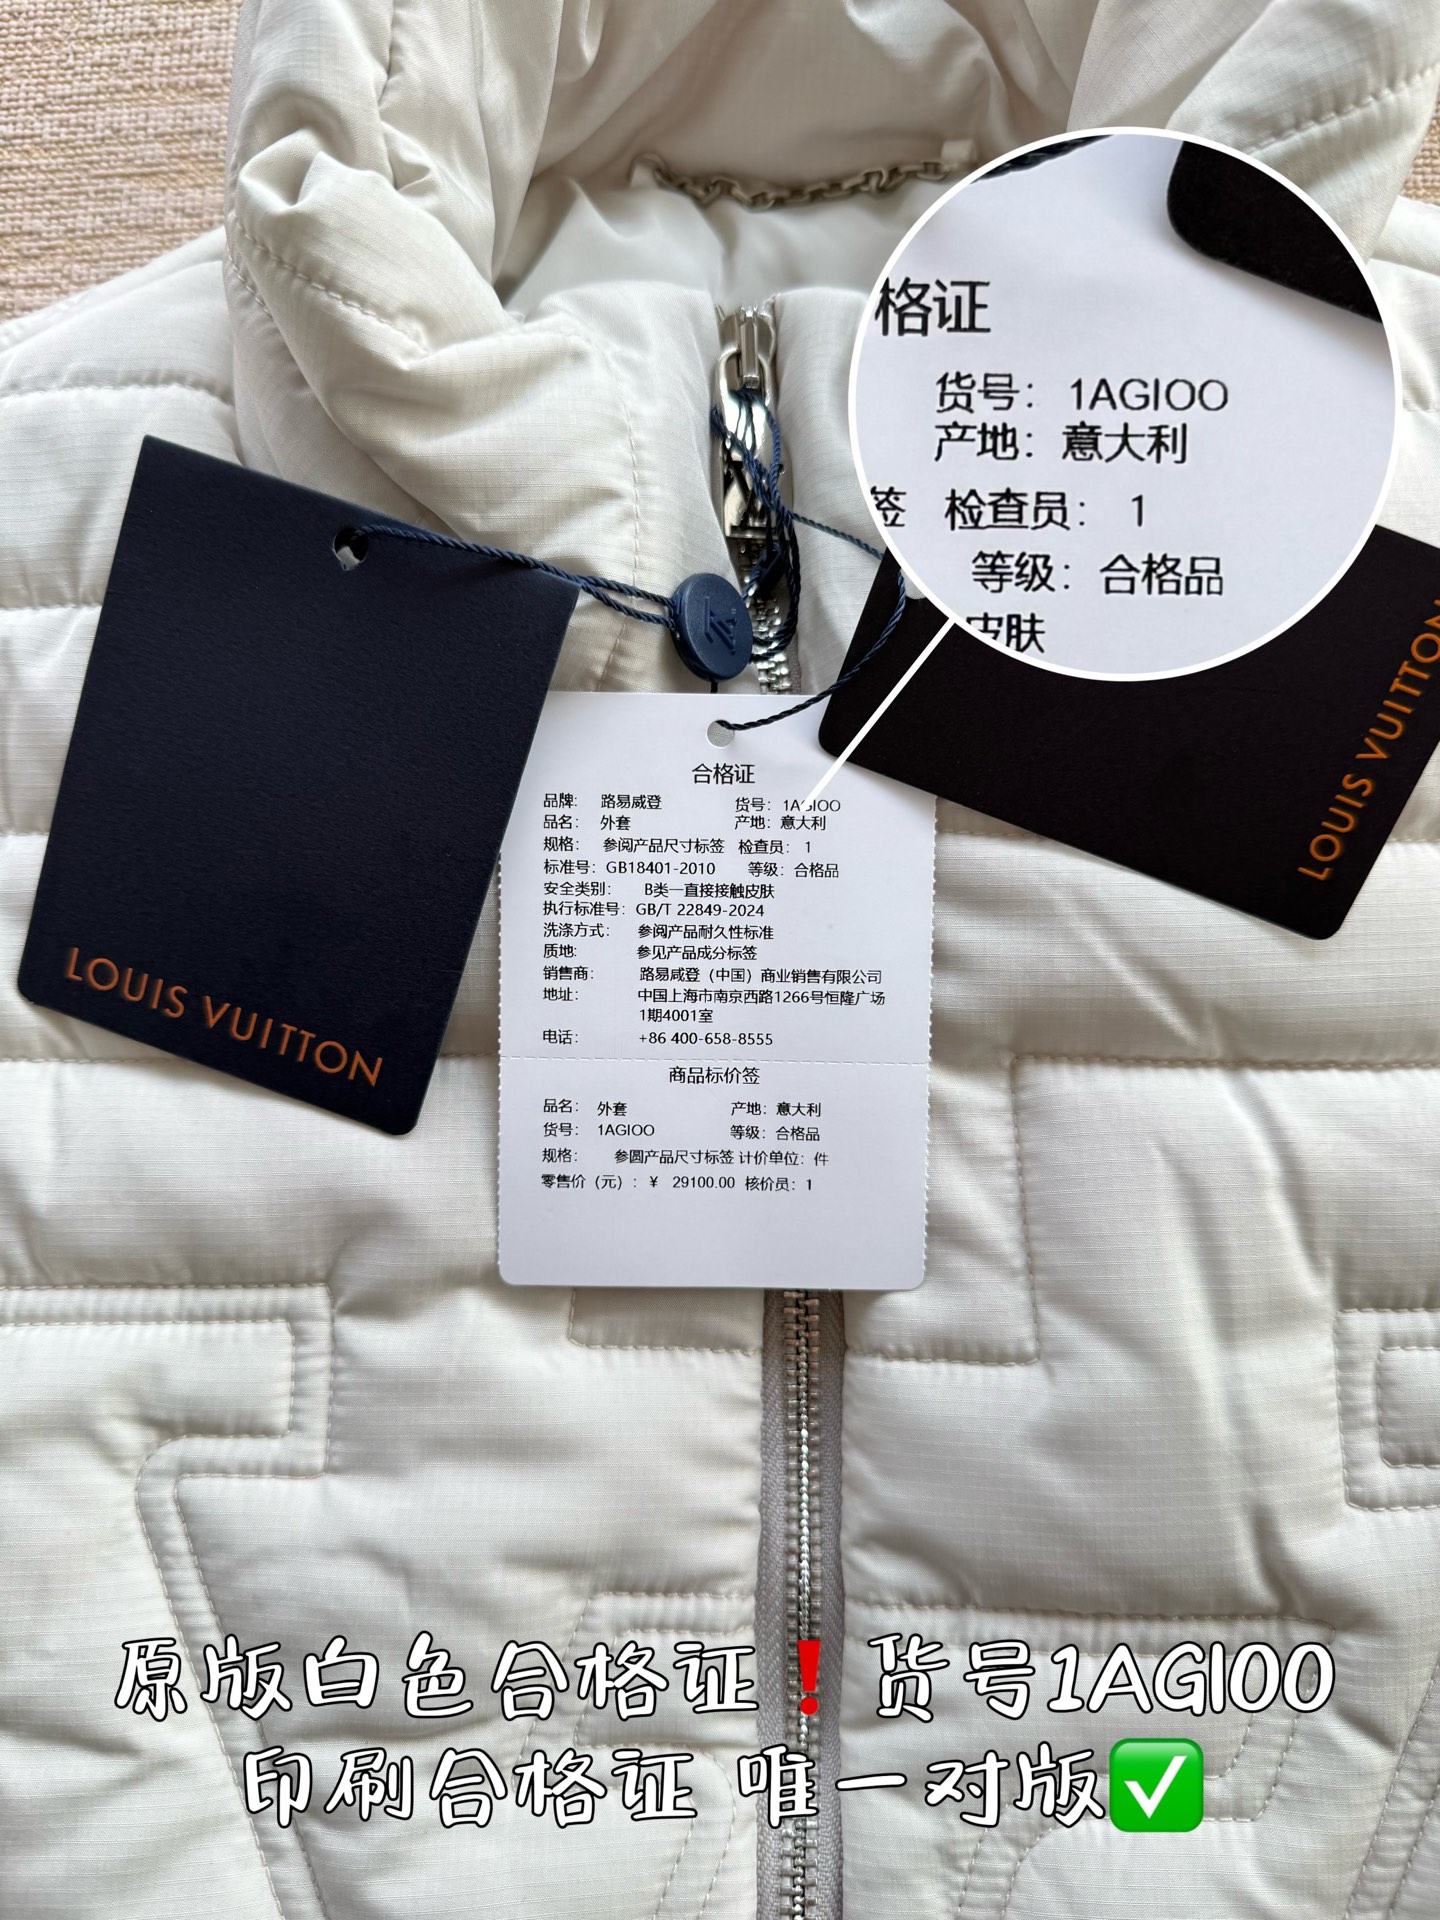 格证
货号： 1AGIOO
产地：意大利
签 检查员： 1
等级：合格品
皮肤
LOUIS VUITTON
LOUIS VUITTON
合格证
品牌： 路易威登 货号：1AGIOO
品名： 外套 产地：意大利
规格： 参阅产品尺寸标签 检查员： 1
标准号：GB18401-2010 等级：合格品
安全类别： B类一直接接触皮肤
执行标准号：GB/T 22849-2024
洗涤方式： 参阅产品耐久性标准
质地： 参见产品成分标签
销售商： 路易威登（中国）商业销售有限公司
地址： 中国上海市南京西路1266号恒隆广场
1期4001室
电话： +86 400-658-8555
商品标价签
品名： 外套 产地：意大利
货号： 1AGIOO 等级：合格品
规格： 参圆产品尺寸标签 计价单位：件
零售价（元）：￥ 29100.00 核价员：1
原版白色合格证❗货号1AGI00
印刷合格证 唯一对版✅